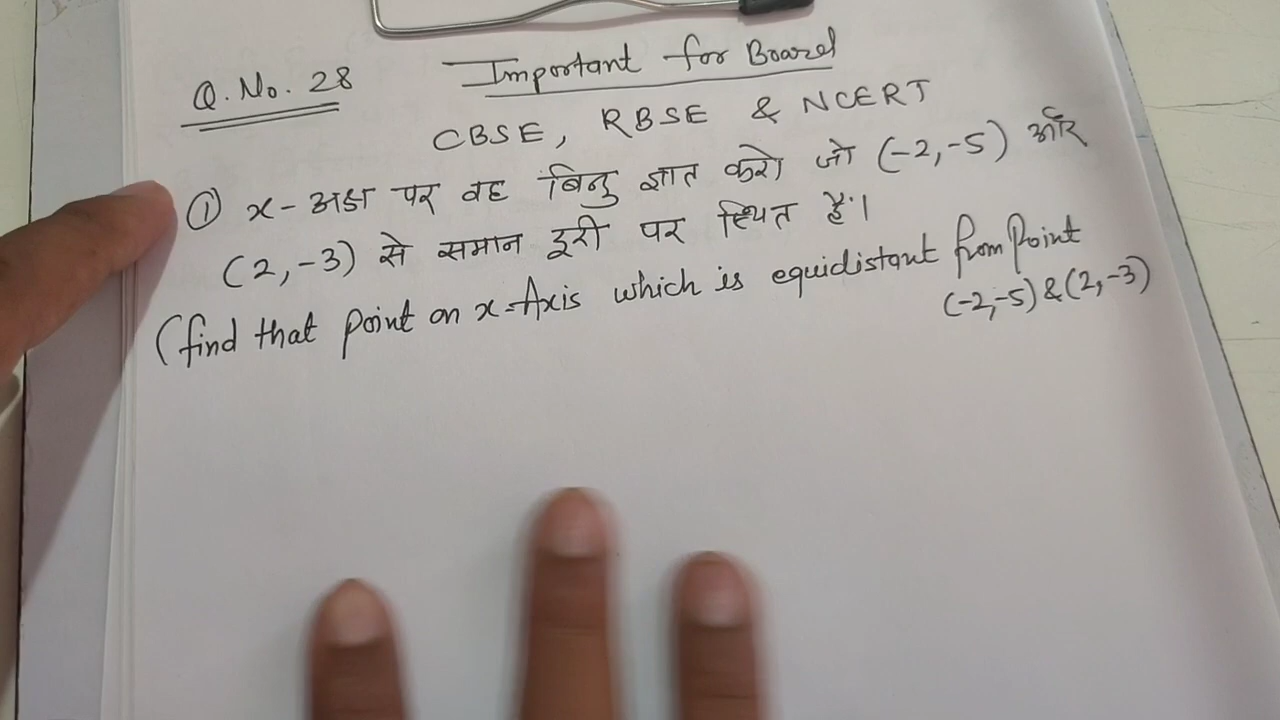 Q. No. 28
Important for Board
CBSE, RBSE & NCERT
① x-अक्ष पर वह बिन्दु ज्ञात करो जो (-2,-5) और
(2,-3) से समान दूरी पर स्थित हैं।
(find that point on x-Axis which is equidistant from Point
(-2,-5) & (2,-3)